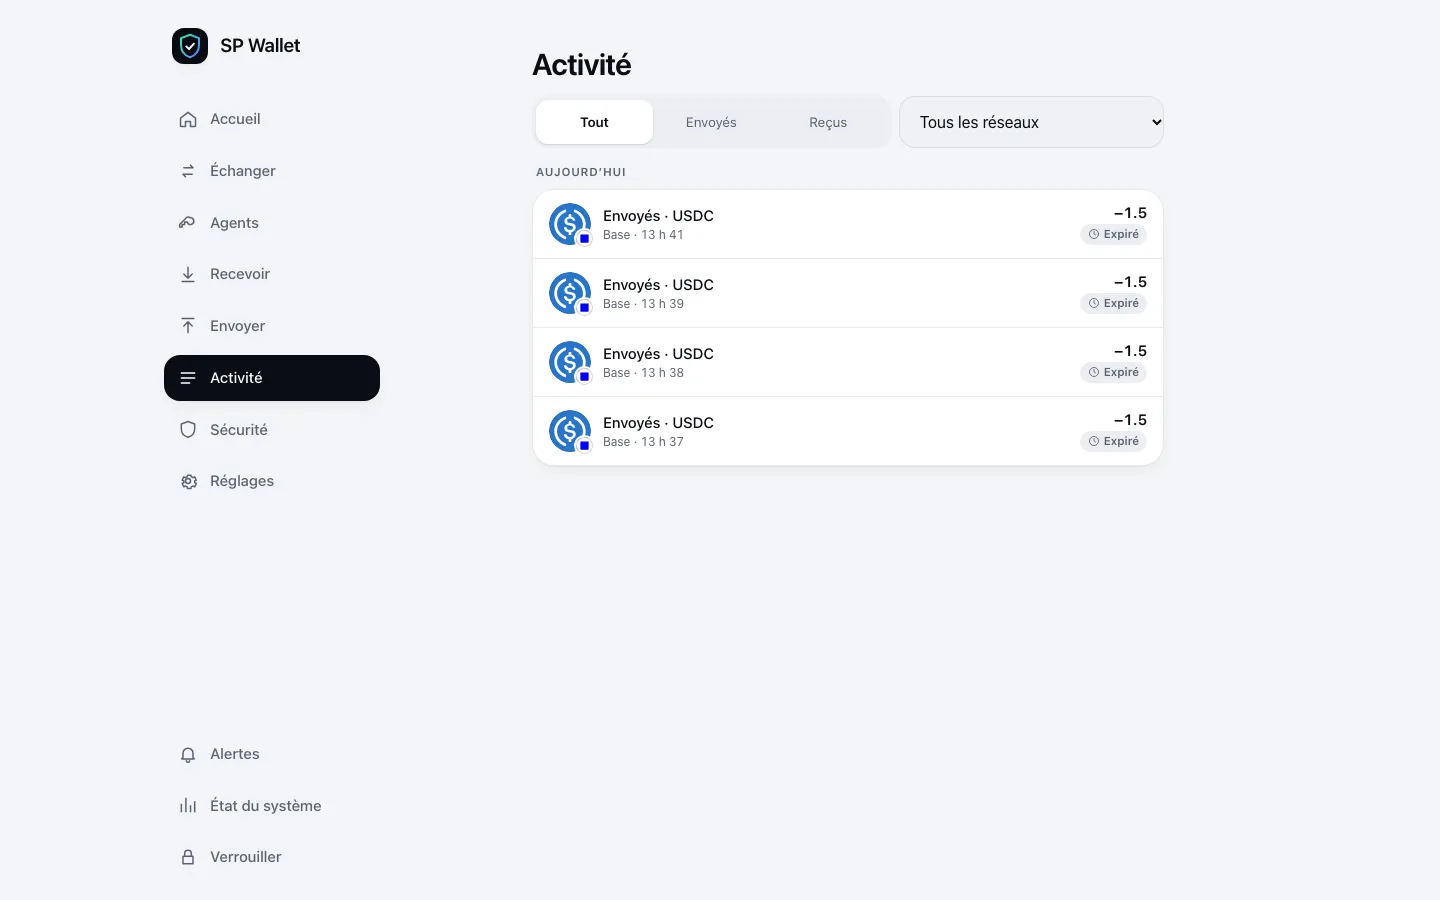 SP Wallet
Accueil
Échanger
Agents
Recevoir
Envoyer
Activité
Sécurité
Réglages
Alertes
État du système
Verrouiller
Activité
Tout
Envoyés
Reçus
Tous les réseaux
AUJOURD'HUI
Envoyés · USDC
Base · 13 h 41
−1.5
Expiré
Envoyés · USDC
Base · 13 h 39
−1.5
Expiré
Envoyés · USDC
Base · 13 h 38
−1.5
Expiré
Envoyés · USDC
Base · 13 h 37
−1.5
Expiré